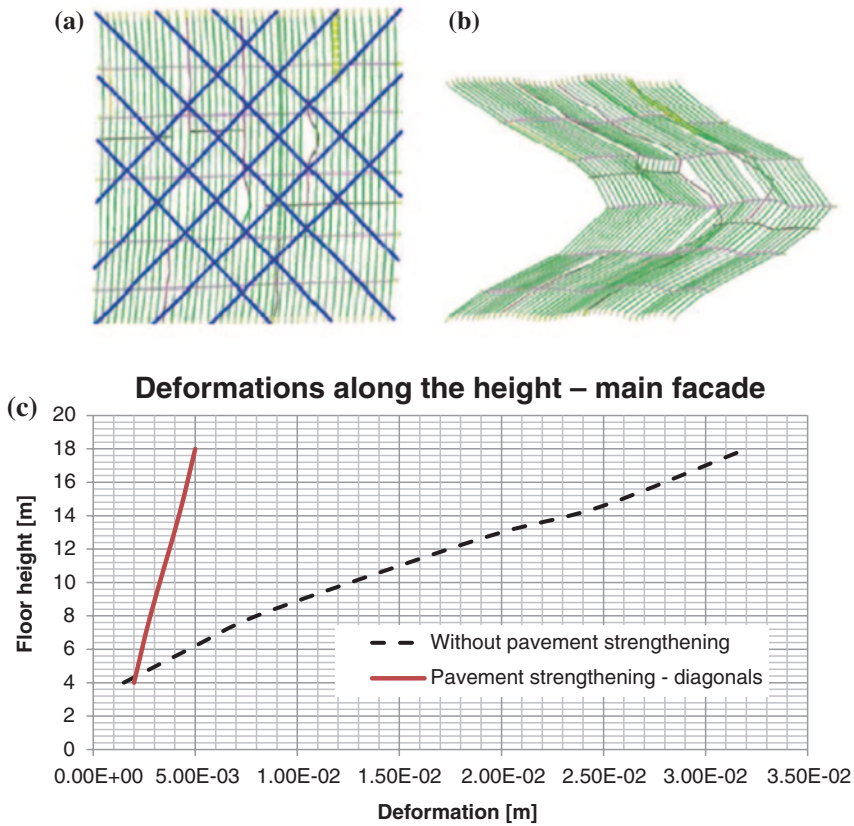 (a)
(b)
(c)
Deformations along the height – main facade
Floor height [m]
20
18
16
14
12
10
8
6
4
2
0
Without pavement strengthening
Pavement strengthening - diagonals
0.00E+00 5.00E-03 1.00E-02 1.50E-02 2.00E-02 2.50E-02 3.00E-02 3.50E-02
Deformation [m]